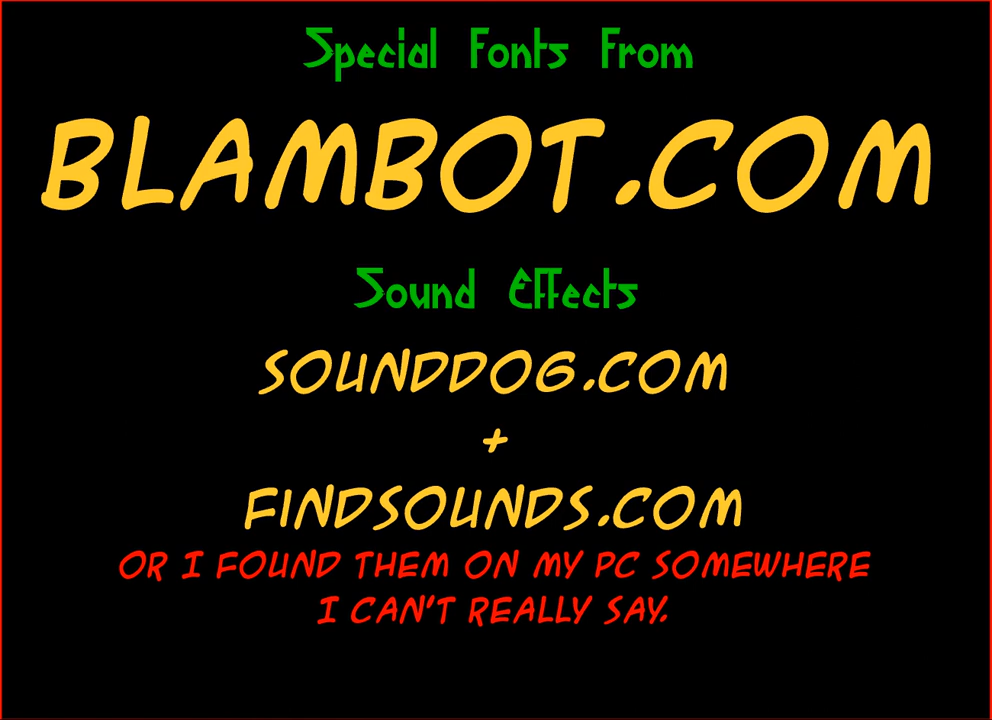 Special Fonts From
BLAMBOT.COM
Sound Effects
SOUNDDOG.COM
+
FINDSOUNDS.COM
OR I FOUND THEM ON MY PC SOMEWHERE
I CAN'T REALLY SAY.